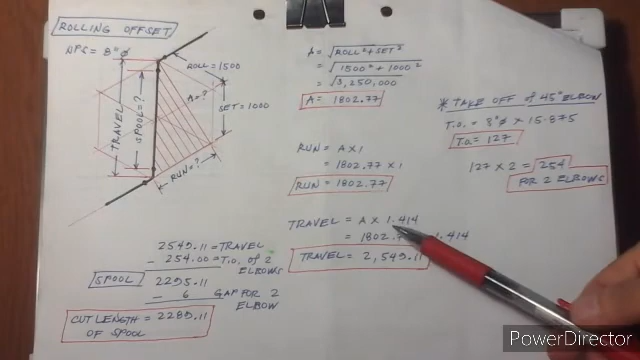 ROLLING OFFSET
NPS = 8"φ
TRAVEL
SPOOL=?
ROLL=1500
A=?
SET=1000
RUN=?
A = √ROLL²+SET²
= √1500²+1000²
= √3,250,000
A= 1802.77
RUN = A X 1
= 1802.77 X 1
RUN = 1802.77
TRAVEL = A X 1.414
= 1802.7 1.414
TRAVEL = 2,549.11
* TAKE OFF of 45° ELBOW
T.O. = 8"φ X 15.875
T.O. = 127
127 X 2 = 254
FOR 2 ELBOWS
2549.11 = TRAVEL
- 254.00 = T.O. of 2
ELBOWS
SPOOL 2295.11
- 6 GAP FOR 2
ELBOW
CUT LENGTH = 2289.11
OF SPOOL
PowerDirector